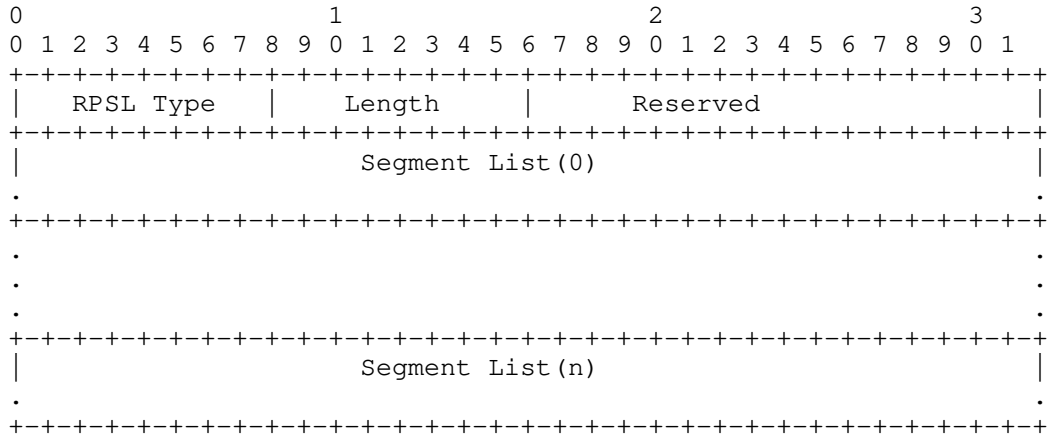 0                   1                   2                   3
0 1 2 3 4 5 6 7 8 9 0 1 2 3 4 5 6 7 8 9 0 1 2 3 4 5 6 7 8 9 0 1
+-+-+-+-+-+-+-+-+-+-+-+-+-+-+-+-+-+-+-+-+-+-+-+-+-+-+-+-+-+-+-+-+
|   RPSL Type   |    Length     |      Reserved                 |
+-+-+-+-+-+-+-+-+-+-+-+-+-+-+-+-+-+-+-+-+-+-+-+-+-+-+-+-+-+-+-+-+
|                     Segment List(0)                           |
.                                                               .
+-+-+-+-+-+-+-+-+-+-+-+-+-+-+-+-+-+-+-+-+-+-+-+-+-+-+-+-+-+-+-+-+
.                                                               .
.                                                               .
.                                                               .
+-+-+-+-+-+-+-+-+-+-+-+-+-+-+-+-+-+-+-+-+-+-+-+-+-+-+-+-+-+-+-+-+
|                     Segment List(n)                           |
.                                                               .
+-+-+-+-+-+-+-+-+-+-+-+-+-+-+-+-+-+-+-+-+-+-+-+-+-+-+-+-+-+-+-+-+